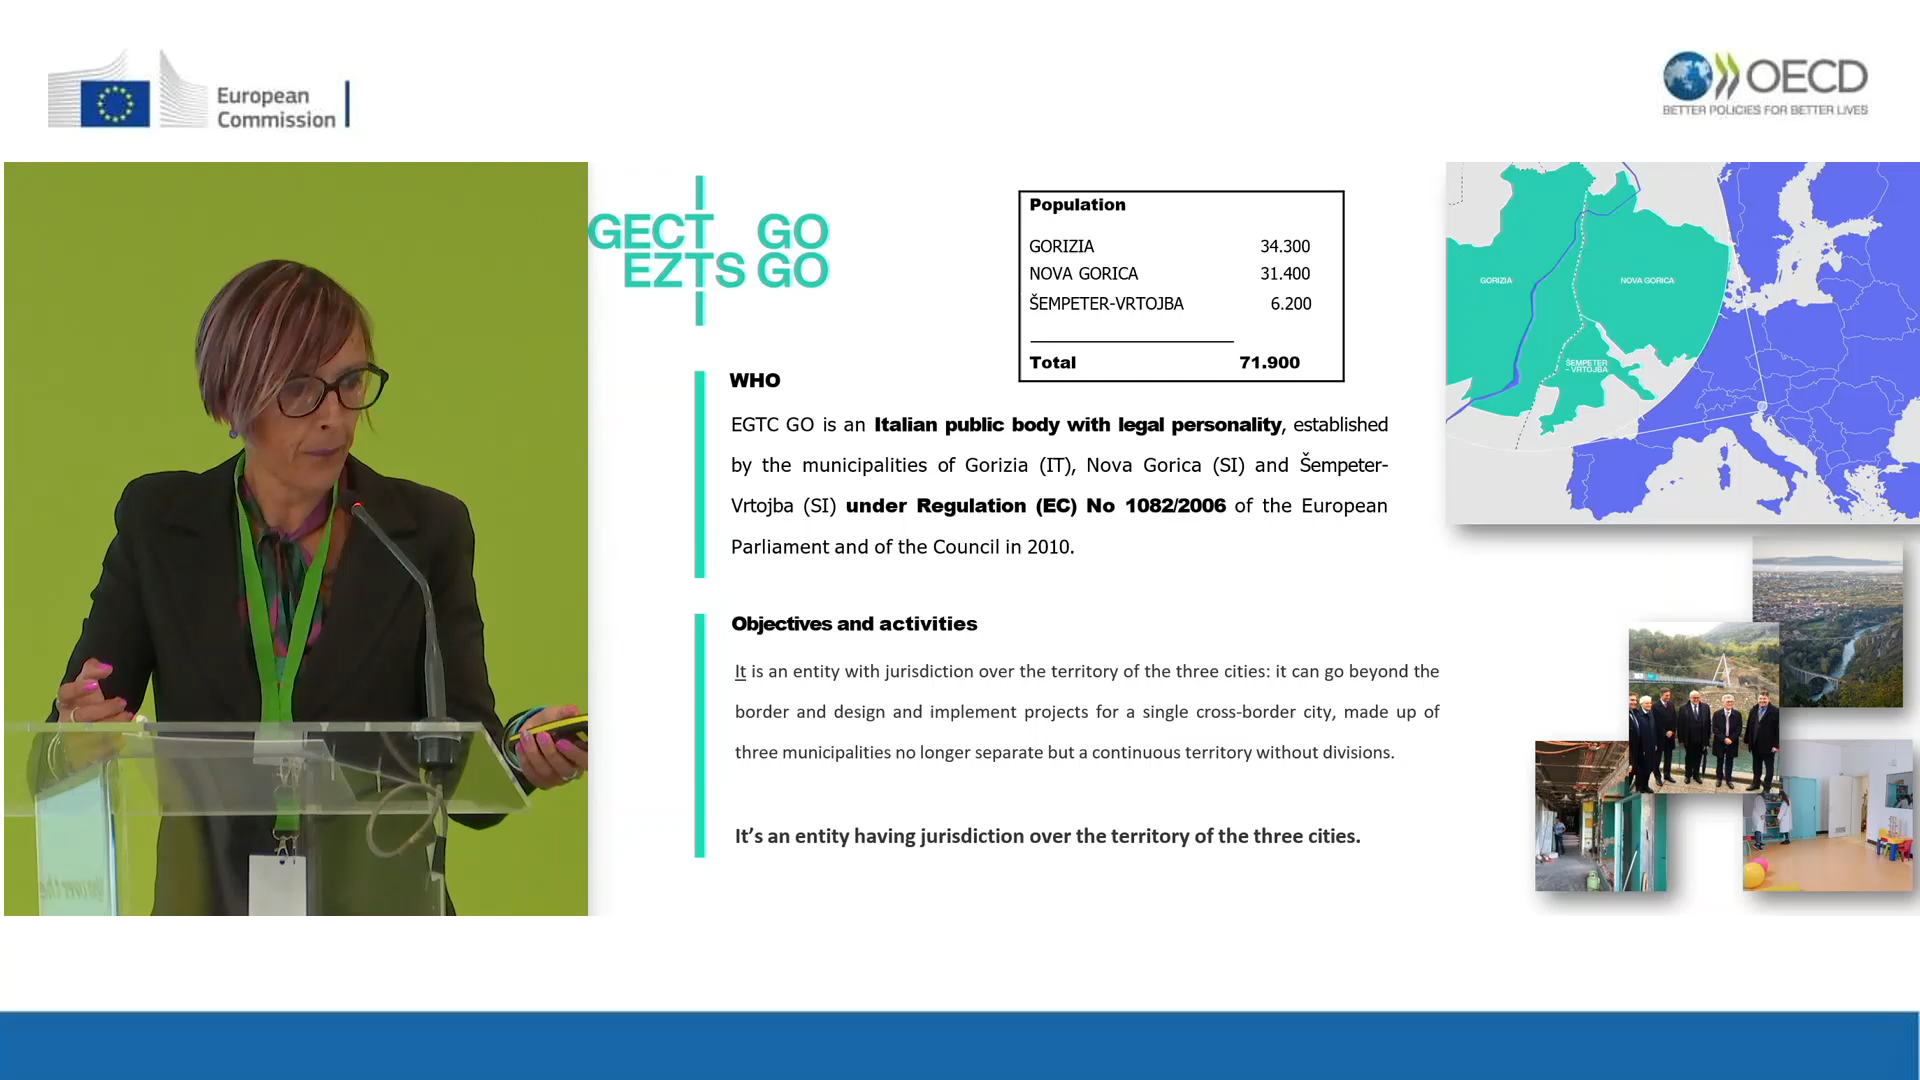 European
Commission
OECD
BETTER POLICIES FOR BETTER LIVES
GECT GO
EZTS GO
Population
GORIZIA 34.300
NOVA GORICA 31.400
ŠEMPETER-VRTOJBA 6.200
Total 71.900
GORIZIA
NOVA GORICA
ŠEMPETER
- VRTOJBA
WHO
EGTC GO is an Italian public body with legal personality, established
by the municipalities of Gorizia (IT), Nova Gorica (SI) and Šempeter-
Vrtojba (SI) under Regulation (EC) No 1082/2006 of the European
Parliament and of the Council in 2010.
Objectives and activities
It is an entity with jurisdiction over the territory of the three cities: it can go beyond the
border and design and implement projects for a single cross-border city, made up of
three municipalities no longer separate but a continuous territory without divisions.
It’s an entity having jurisdiction over the territory of the three cities.